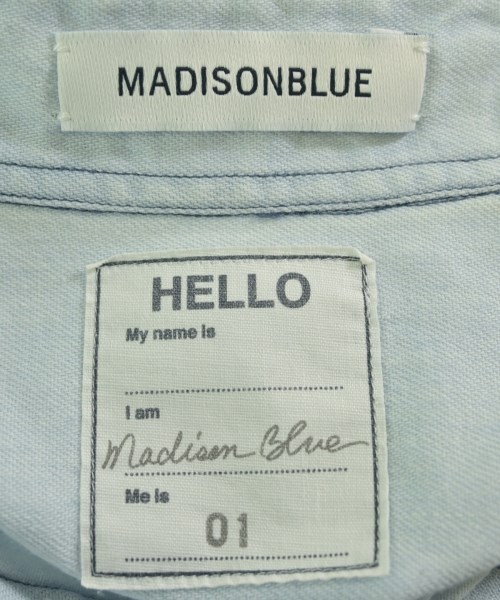 MADISONBLUE
HELLO
My name is
I am
Madison Blue
Me is
01